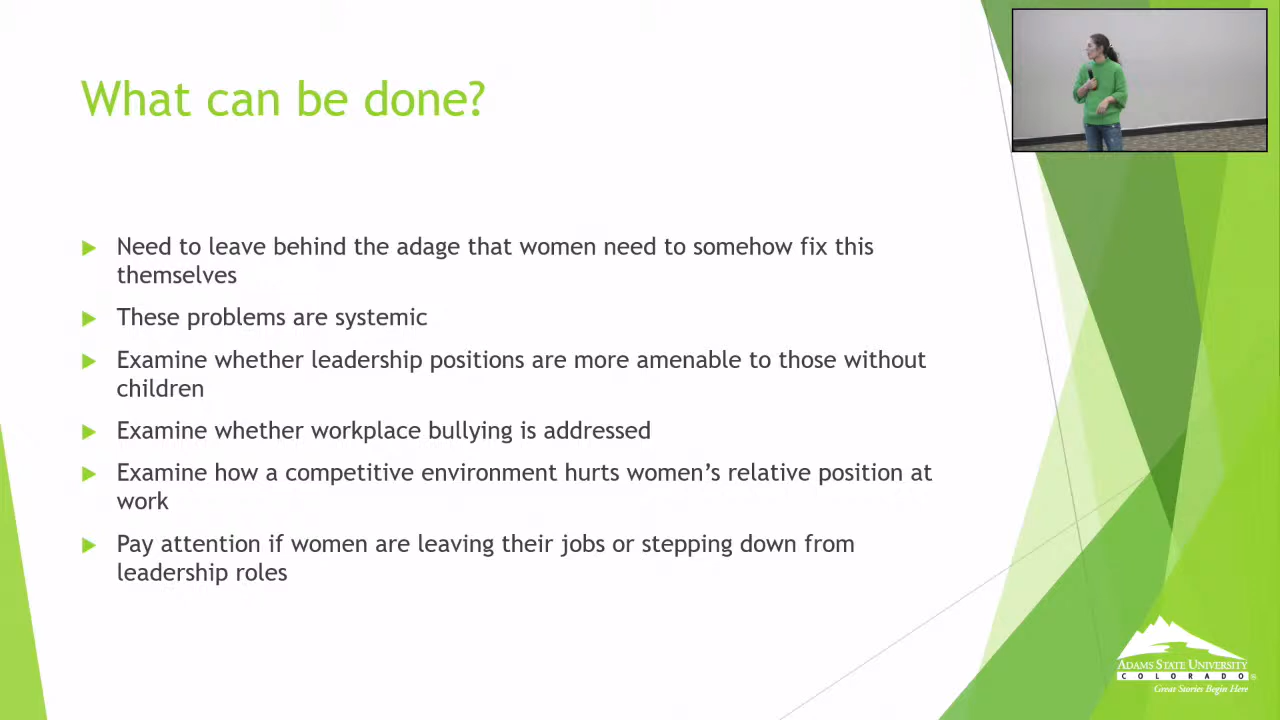 What can be done?
Need to leave behind the adage that women need to somehow fix this
themselves
These problems are systemic
Examine whether leadership positions are more amenable to those without
children
Examine whether workplace bullying is addressed
Examine how a competitive environment hurts women’s relative position at
work
Pay attention if women are leaving their jobs or stepping down from
leadership roles
ADAMS STATE UNIVERSITY
COLORADO®
Great Stories Begin Here